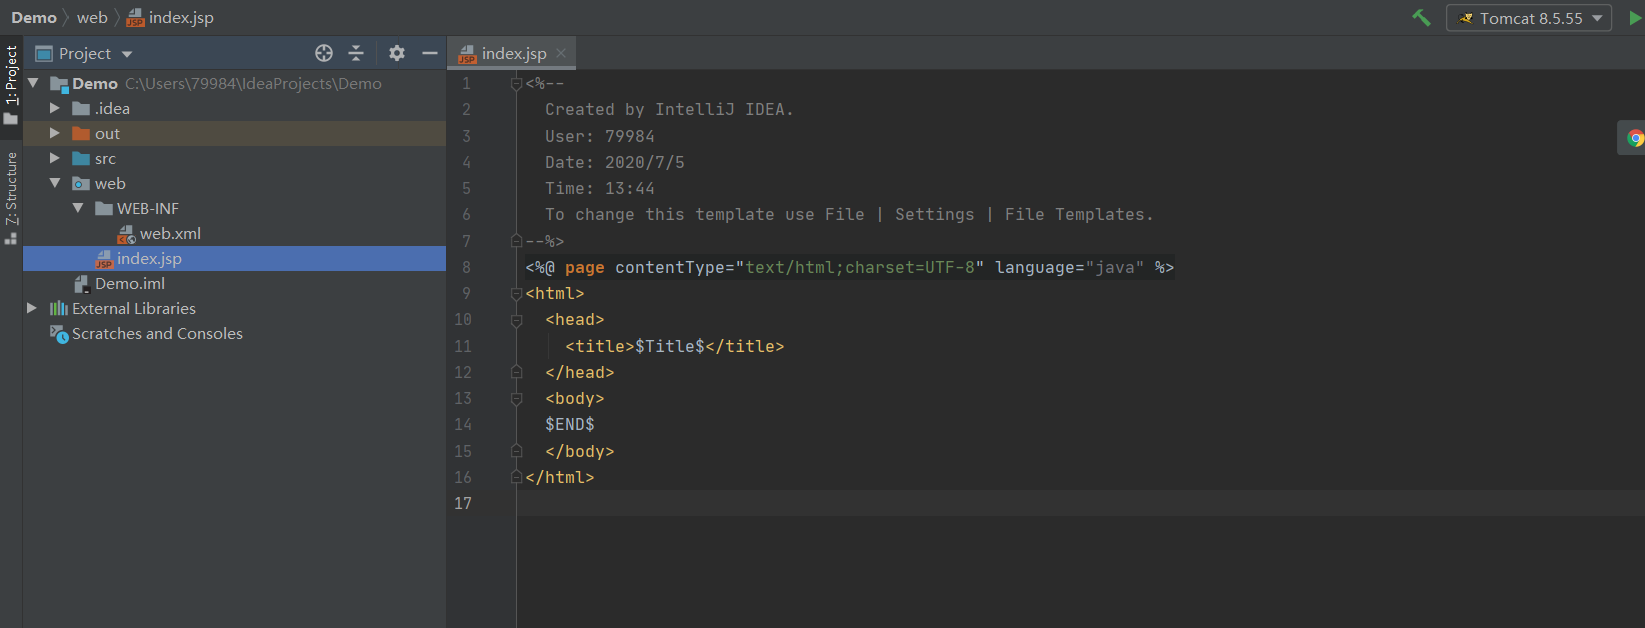 Demo web index.jsp
Tomcat 8.5.55
1: Project
Z: Structure
Project
Demo C:\Users\79984\IdeaProjects\Demo
.idea
out
src
web
WEB-INF
web.xml
index.jsp
Demo.iml
External Libraries
Scratches and Consoles
index.jsp
1 <%--
2 Created by IntelliJ IDEA.
3 User: 79984
4 Date: 2020/7/5
5 Time: 13:44
6 To change this template use File | Settings | File Templates.
7 --%>
8 <%@ page contentType="text/html;charset=UTF-8" language="java" %>
9 <html>
10 <head>
11 <title>$Title$</title>
12 </head>
13 <body>
14 $END$
15 </body>
16 </html>
17